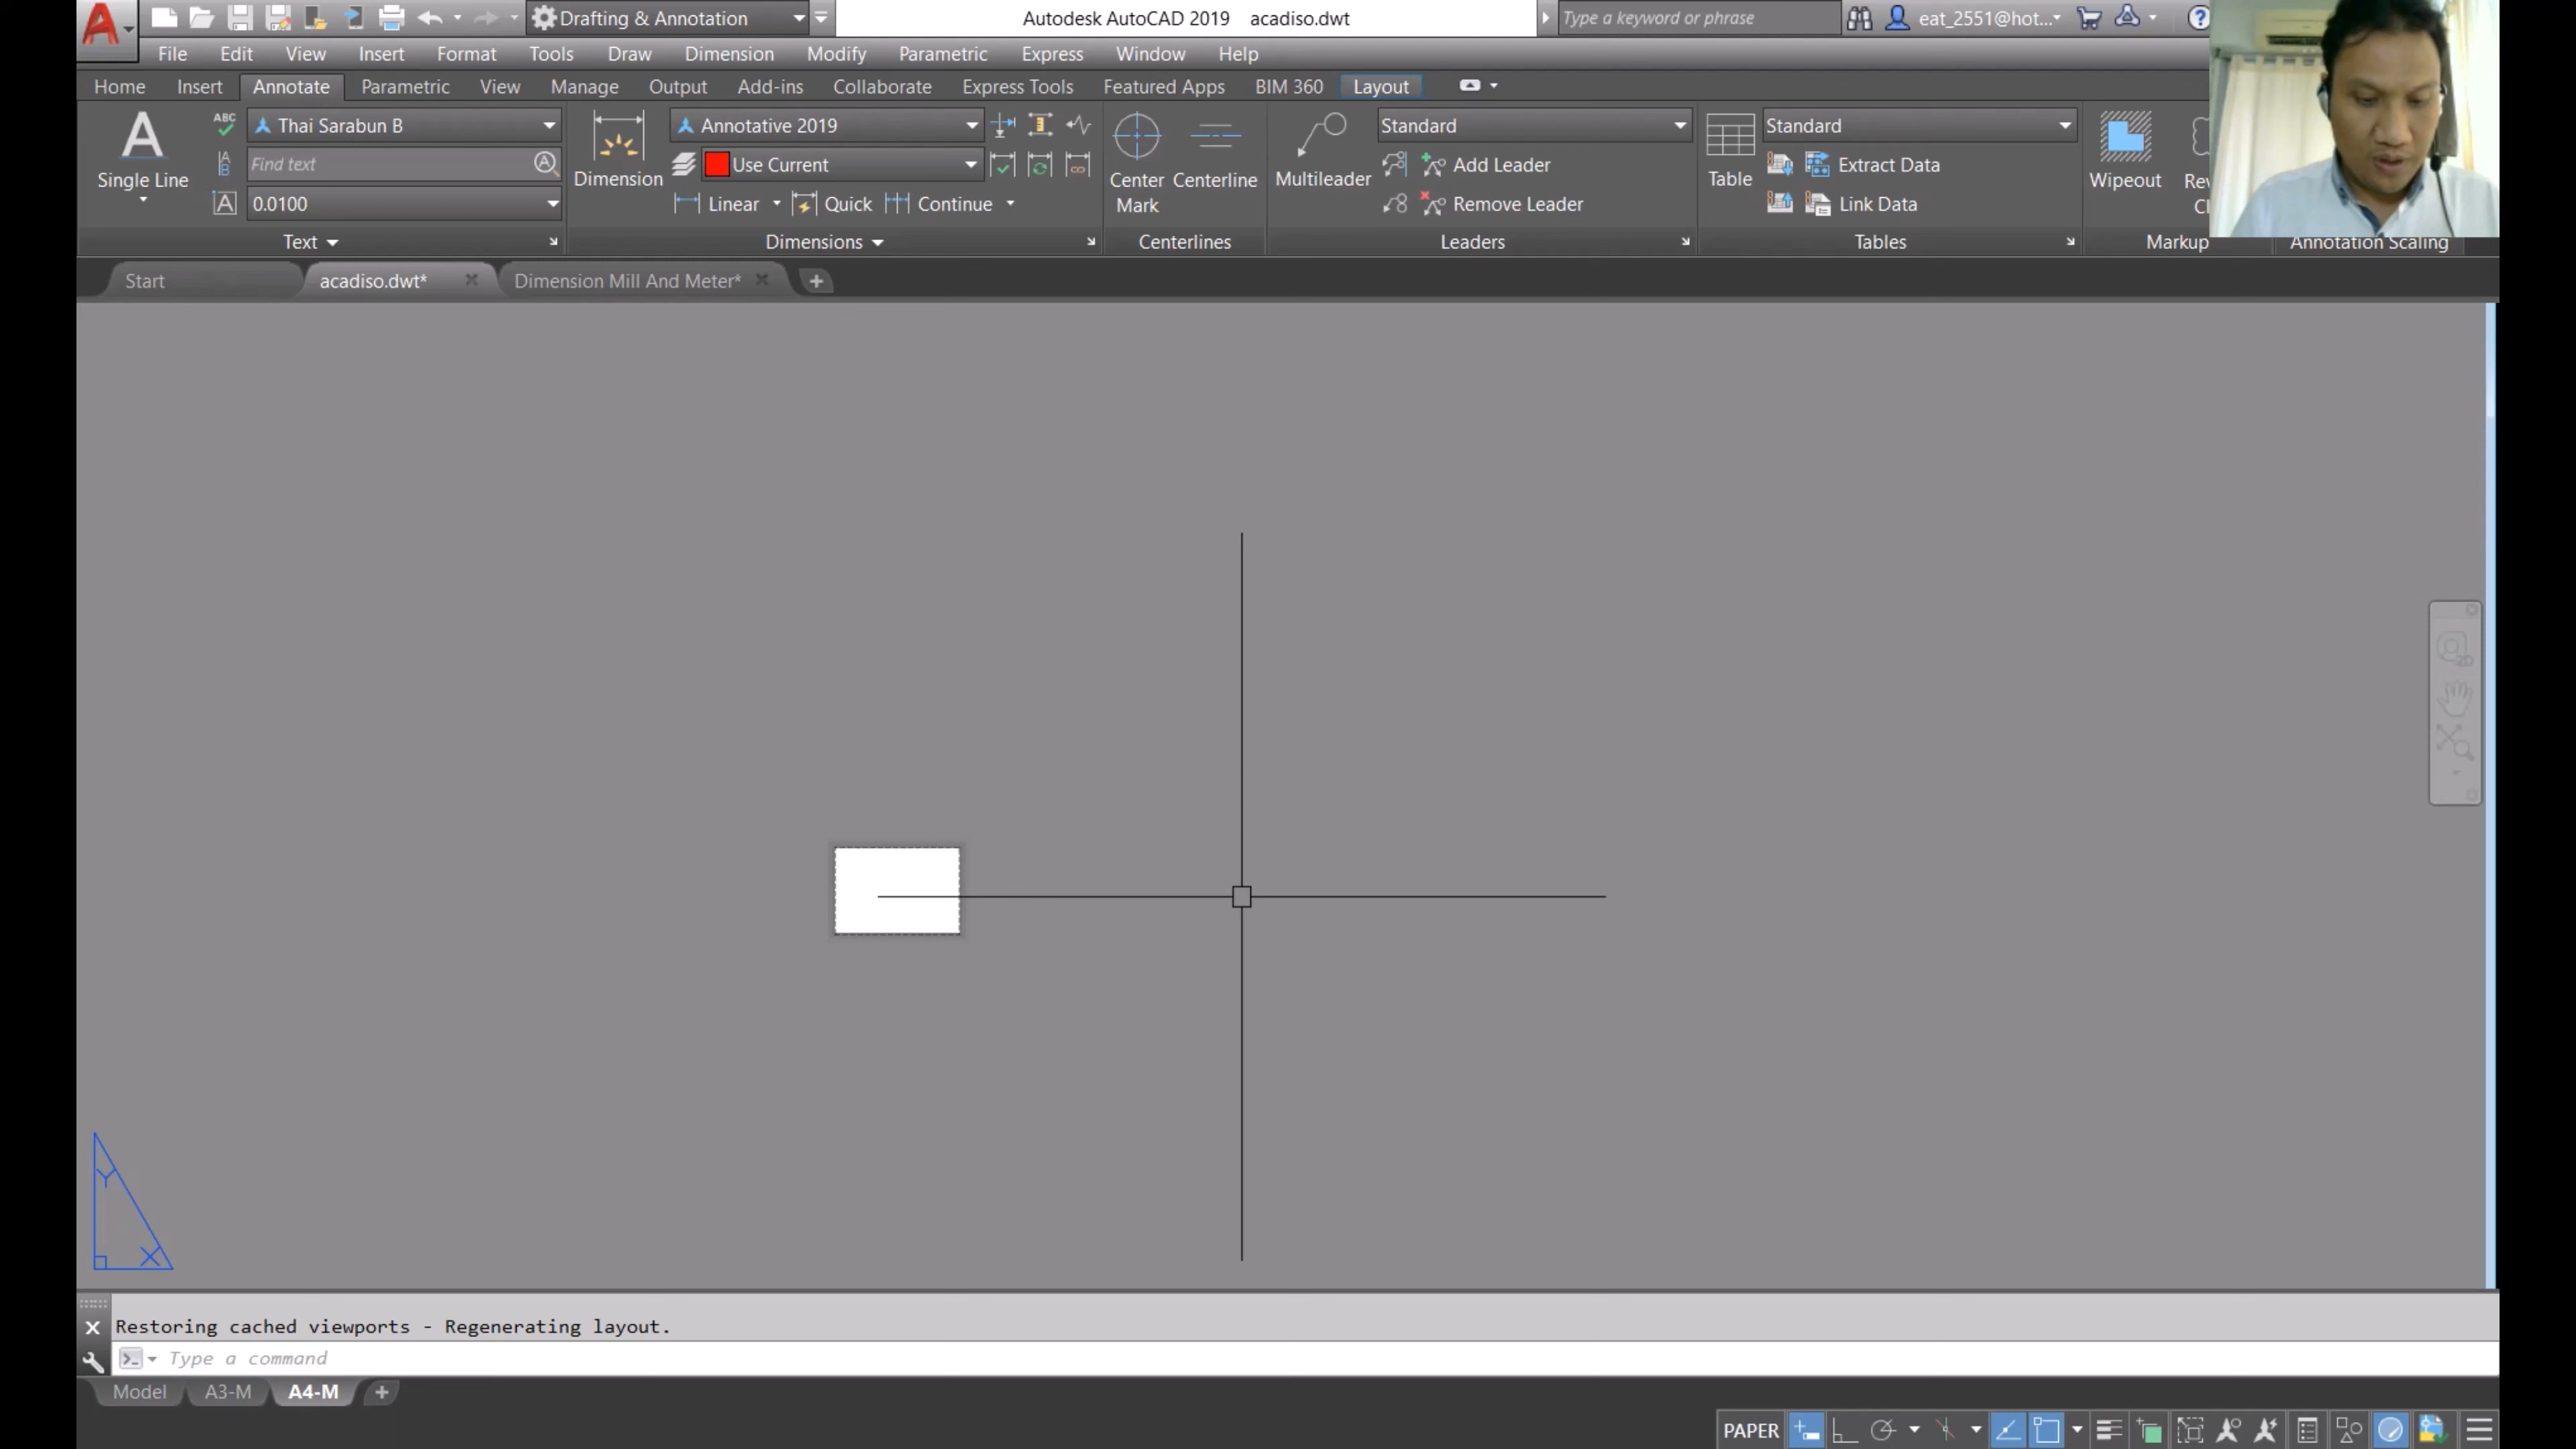 Drafting & Annotation
Autodesk AutoCAD 2019 acadiso.dwt
Type a keyword or phrase
eat_2551@hot...
File Edit View Insert Format Tools Draw Dimension Modify Parametric Express Window Help
Home Insert Annotate Parametric View Manage Output Add-ins Collaborate Express Tools Featured Apps BIM 360 Layout
Single Line
Thai Sarabun B
Find text
0.0100
Text
Dimension
Annotative 2019
Use Current
Linear Quick Continue
Dimensions
Center Mark
Centerline
Centerlines
Multileader
Standard
Add Leader
Remove Leader
Leaders
Table
Standard
Extract Data
Link Data
Tables
Wipeout
Markup
Annotation Scaling
Start
acadiso.dwt*
Dimension Mill And Meter*
Y
X
Restoring cached viewports - Regenerating layout.
Type a command
Model A3-M A4-M
PAPER